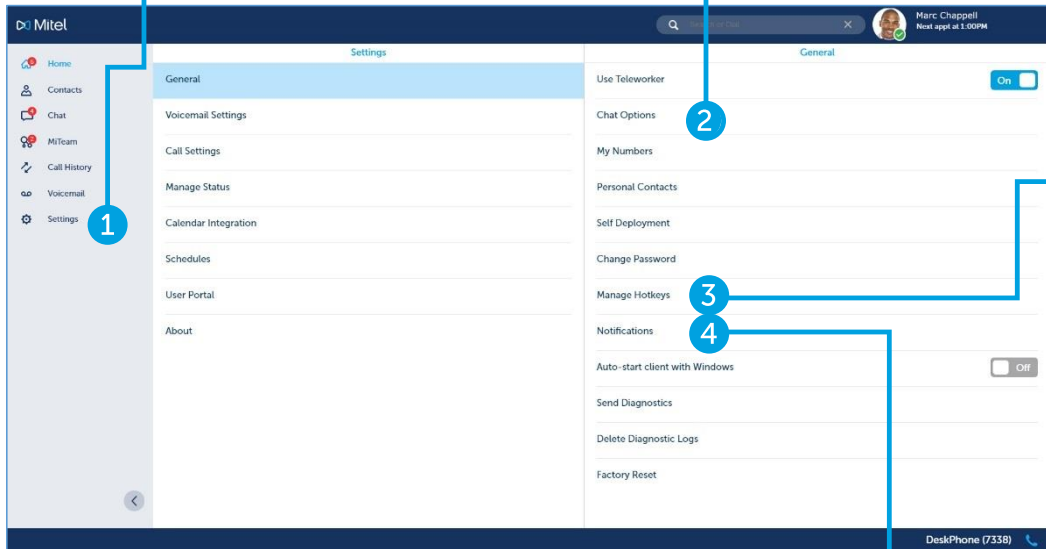 Mitel
Marc Chappell
Next appt at 1:00PM
Settings
General
6
Home
Contacts
Chat
MiTeam
Call History
Voicemail
Settings
1
General
Voicemail Settings
Call Settings
Manage Status
Calendar Integration
Schedules
User Portal
About
Use Teleworker
On
Chat Options
2
My Numbers
Personal Contacts
Self Deployment
Change Password
Manage Hotkeys
3
Notifications
4
Auto-start client with Windows
Off
Send Diagnostics
Delete Diagnostic Logs
Factory Reset
DeskPhone (7338)